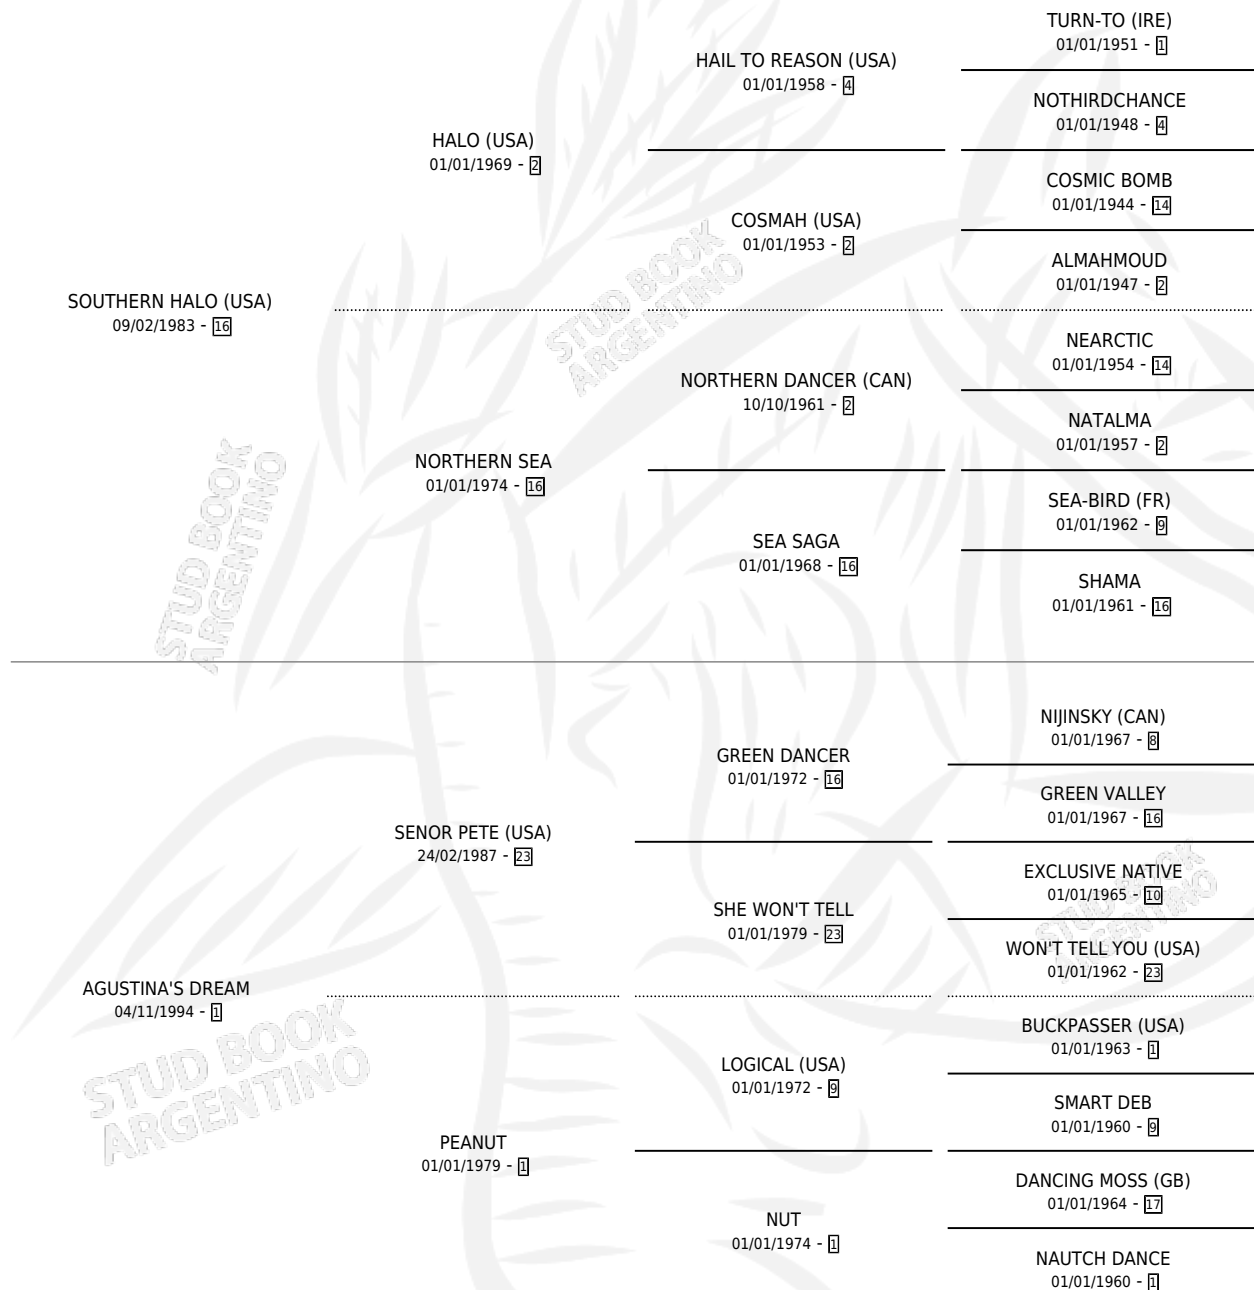 TURN-TO (IRE)
01/01/1951 - 1
HAIL TO REASON (USA)
01/01/1958 - 4
NOTHIRDCHANCE
01/01/1948 - 4
HALO (USA)
01/01/1969 - 2
COSMIC BOMB
01/01/1944 - 14
COSMAH (USA)
01/01/1953 - 2
ALMAHMOUD
01/01/1947 - 2
SOUTHERN HALO (USA)
09/02/1983 - 16
NEARCTIC
01/01/1954 - 14
NORTHERN DANCER (CAN)
10/10/1961 - 2
NATALMA
01/01/1957 - 2
NORTHERN SEA
01/01/1974 - 16
SEA-BIRD (FR)
01/01/1962 - 9
SEA SAGA
01/01/1968 - 16
SHAMA
01/01/1961 - 16
NIJINSKY (CAN)
01/01/1967 - 8
GREEN DANCER
01/01/1972 - 16
GREEN VALLEY
01/01/1967 - 16
SENOR PETE (USA)
24/02/1987 - 23
EXCLUSIVE NATIVE
01/01/1965 - 10
SHE WON'T TELL
01/01/1979 - 23
WON'T TELL YOU (USA)
01/01/1962 - 23
AGUSTINA'S DREAM
04/11/1994 - 1
BUCKPASSER (USA)
01/01/1963 - 1
LOGICAL (USA)
01/01/1972 - 9
SMART DEB
01/01/1960 - 9
PEANUT
01/01/1979 - 1
DANCING MOSS (GB)
01/01/1964 - 17
NUT
01/01/1974 - 1
NAUTCH DANCE
01/01/1960 - 1
STUD BOOK
ARGENTINO
STUD BOOK
ARGENTINO
STUD BOOK
ARGENTINO
STUD BOOK
ARGENTINO